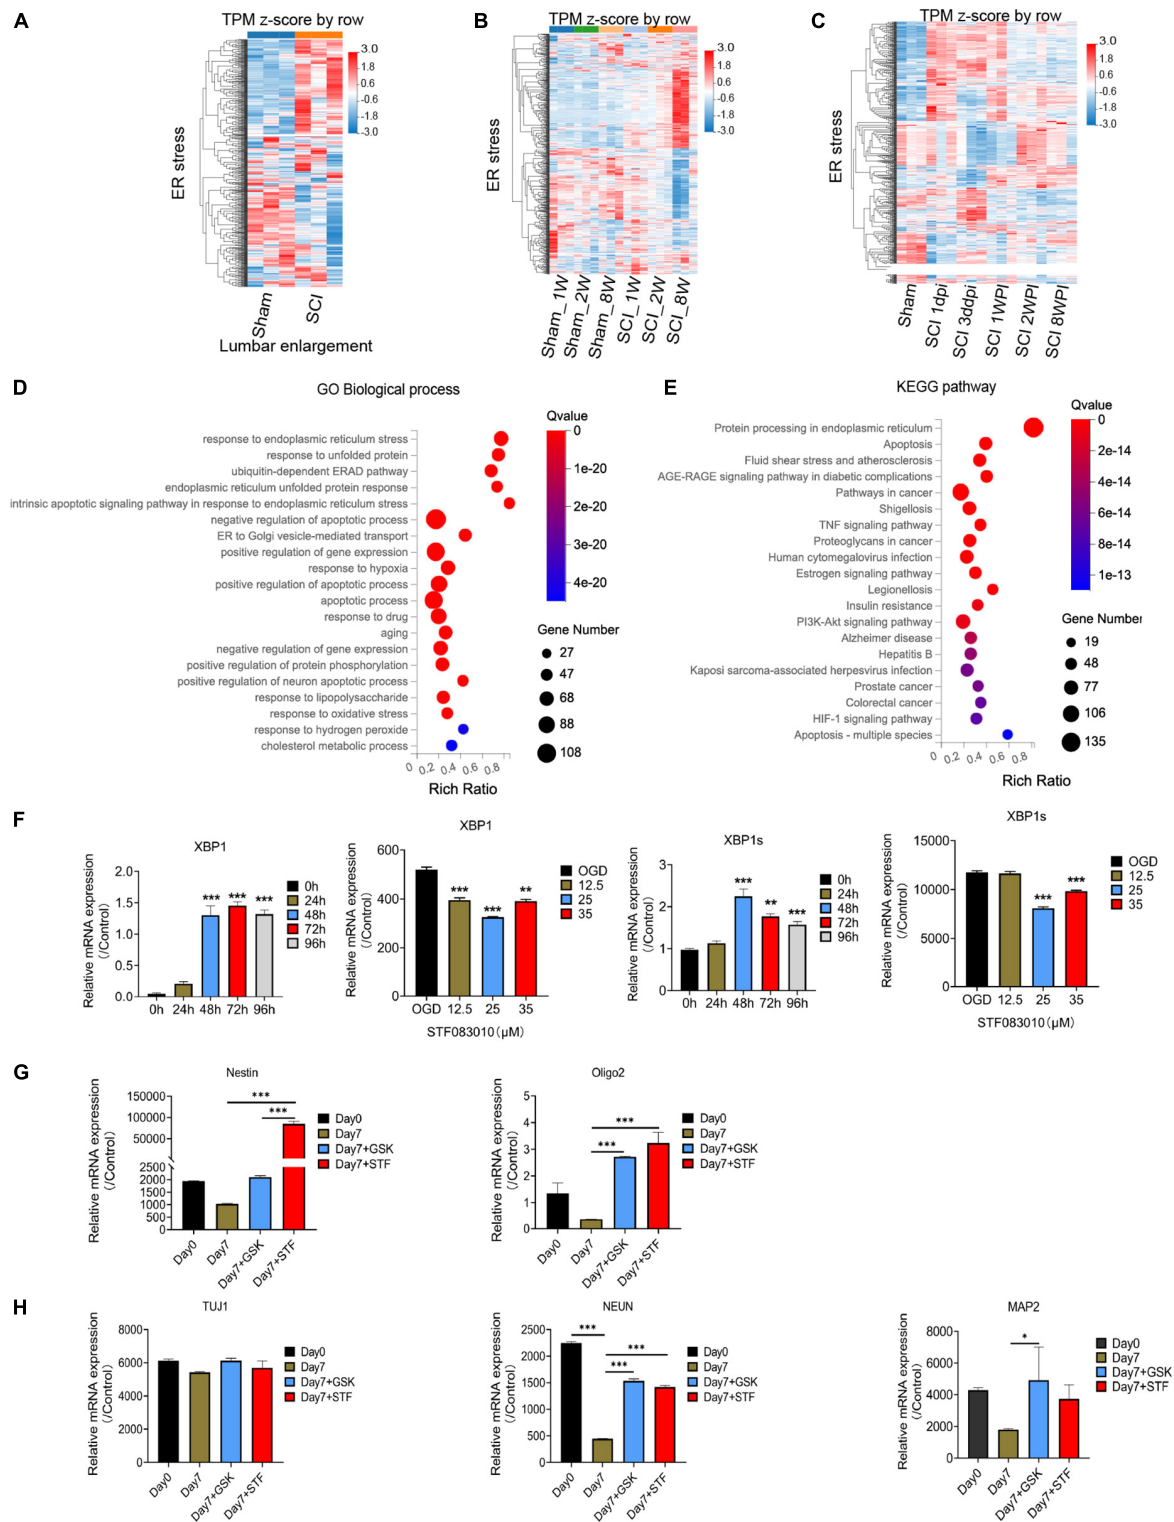 A
TPM z-score by row
3.0
1.8
0.6
-0.6
-1.8
-3.0
ER stress
Sham
SCI
Lumbar enlargement
B
TPM z-score by row
3.0
1.8
0.6
-0.6
-1.8
-3.0
ER stress
Sham_1W
Sham_2W
Sham_8W
SCI_1W
SCI_2W
SCI_8W
C
TPM z-score by row
3.0
1.8
0.6
-0.6
-1.8
-3.0
ER stress
Sham
SCI 1dpi
SCI 3ddpi
SCI 1WPI
SCI 2WPI
SCI 8WPI
D
GO Biological process
response to endoplasmic reticulum stress
response to unfolded protein
ubiquitin-dependent ERAD pathway
endoplasmic reticulum unfolded protein response
intrinsic apoptotic signaling pathway in response to endoplasmic reticulum stress
negative regulation of apoptotic process
ER to Golgi vesicle-mediated transport
positive regulation of gene expression
response to hypoxia
positive regulation of apoptotic process
apoptotic process
response to drug
aging
negative regulation of gene expression
positive regulation of protein phosphorylation
positive regulation of neuron apoptotic process
response to lipopolysaccharide
response to oxidative stress
response to hydrogen peroxide
cholesterol metabolic process
0 0.2 0.4 0.6 0.8
Rich Ratio
Qvalue
0
1e-20
2e-20
3e-20
4e-20
Gene Number
27
47
68
88
108
E
KEGG pathway
Protein processing in endoplasmic reticulum
Apoptosis
Fluid shear stress and atherosclerosis
AGE-RAGE signaling pathway in diabetic complications
Pathways in cancer
Shigellosis
TNF signaling pathway
Proteoglycans in cancer
Human cytomegalovirus infection
Estrogen signaling pathway
Legionellosis
Insulin resistance
PI3K-Akt signaling pathway
Alzheimer disease
Hepatitis B
Kaposi sarcoma-associated herpesvirus infection
Prostate cancer
Colorectal cancer
HIF-1 signaling pathway
Apoptosis - multiple species
0 0.2 0.4 0.6 0.8
Rich Ratio
Qvalue
0
2e-14
4e-14
6e-14
8e-14
1e-13
Gene Number
19
48
77
106
135
F
XBP1
Relative mRNA expression
(/Control)
2.0
1.5
1.0
0.5
0.0
*** *** ***
0h 24h 48h 72h 96h
0h
24h
48h
72h
96h
XBP1
Relative mRNA expression
(/Control)
600
400
200
0
*** *** **
OGD 12.5 25 35
STF083010(μM)
OGD
12.5
25
35
XBP1s
Relative mRNA expression
(/Control)
3
2
1
0
*** ** ***
0h 24h 48h 72h 96h
0h
24h
48h
72h
96h
XBP1s
Relative mRNA expression
(/Control)
15000
10000
5000
0
*** ***
OGD 12.5 25 35
STF083010(μM)
OGD
12.5
25
35
G
Nestin
Relative mRNA expression
(/Control)
150000
100000
50000
2500
2000
1500
1000
500
0
***
***
Day0
Day7
Day7+GSK
Day7+STF
Day0
Day7
Day7+GSK
Day7+STF
Oligo2
Relative mRNA expression
(/Control)
5
4
3
2
1
0
***
***
Day0
Day7
Day7+GSK
Day7+STF
Day0
Day7
Day7+GSK
Day7+STF
H
TUJ1
Relative mRNA expression
(/Control)
8000
6000
4000
2000
0
Day0
Day7
Day7+GSK
Day7+STF
Day0
Day7
Day7+GSK
Day7+STF
NEUN
Relative mRNA expression
(/Control)
2500
2000
1500
1000
500
0
***
***
***
Day0
Day7
Day7+GSK
Day7+STF
Day0
Day7
Day7+GSK
Day7+STF
MAP2
Relative mRNA expression
(/Control)
8000
6000
4000
2000
0
*
Day0
Day7
Day7+GSK
Day7+STF
Day0
Day7
Day7+GSK
Day7+STF